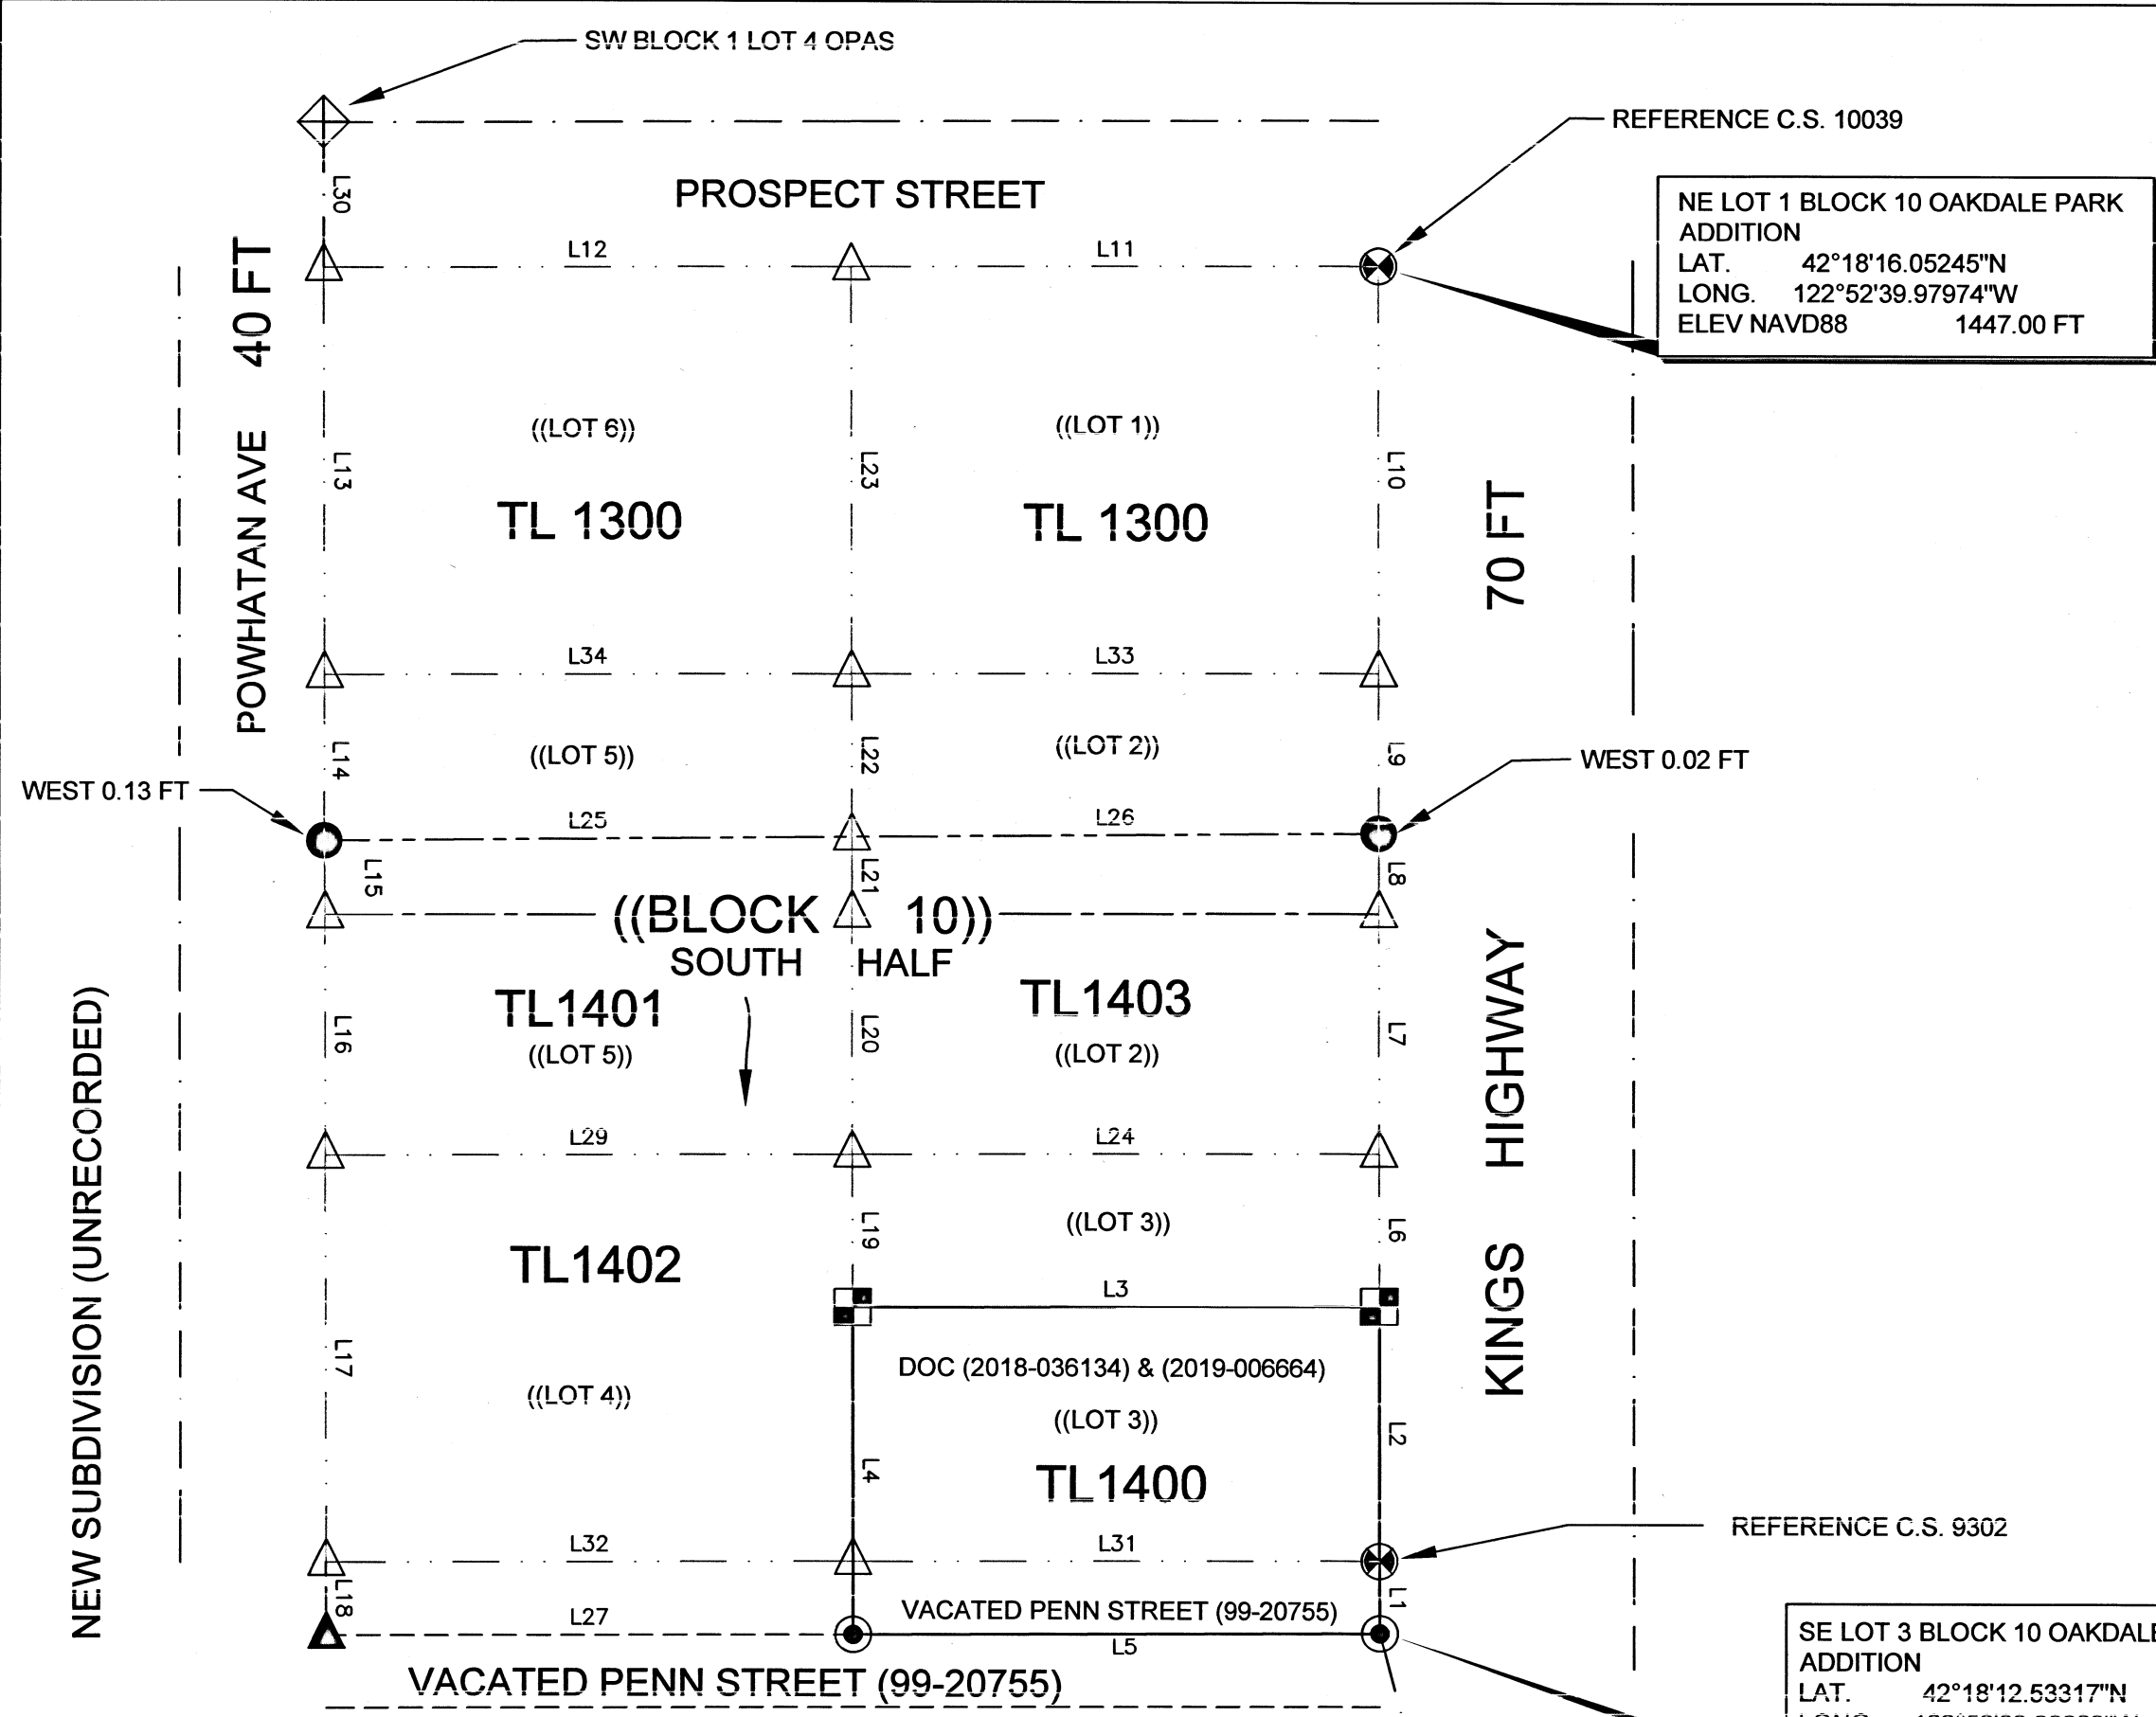 SW BLOCK 1 LOT 4 OPAS
REFERENCE C.S. 10039
L30
PROSPECT STREET
NE LOT 1 BLOCK 10 OAKDALE PARK
ADDITION
LAT. 42°18'16.05245"N
LONG. 122°52'39.97974"W
ELEV NAVD88 1447.00 FT
L12
L11
POWHATAN AVE 40 FT
((LOT 6))
((LOT 1))
L13
L23
L10
TL 1300
TL 1300
70 FT
L34
L33
L14
((LOT 5))
L22
((LOT 2))
L9
WEST 0.02 FT
WEST 0.13 FT
L25
L26
L15
L21
L8
((BLOCK 10))
SOUTH HALF
TL1401
TL1403
L16
((LOT 5))
L20
((LOT 2))
L7
KINGS HIGHWAY
NEW SUBDIVISION (UNRECORDED)
L29
L24
L19
((LOT 3))
L6
TL1402
L3
L17
DOC (2018-036134) & (2019-006664)
((LOT 4))
((LOT 3))
L4
L2
TL1400
REFERENCE C.S. 9302
L32
L31
L18
L1
L27
VACATED PENN STREET (99-20755)
L5
VACATED PENN STREET (99-20755)
SE LOT 3 BLOCK 10 OAKDALE
ADDITION
LAT. 42°18'12.53317"N